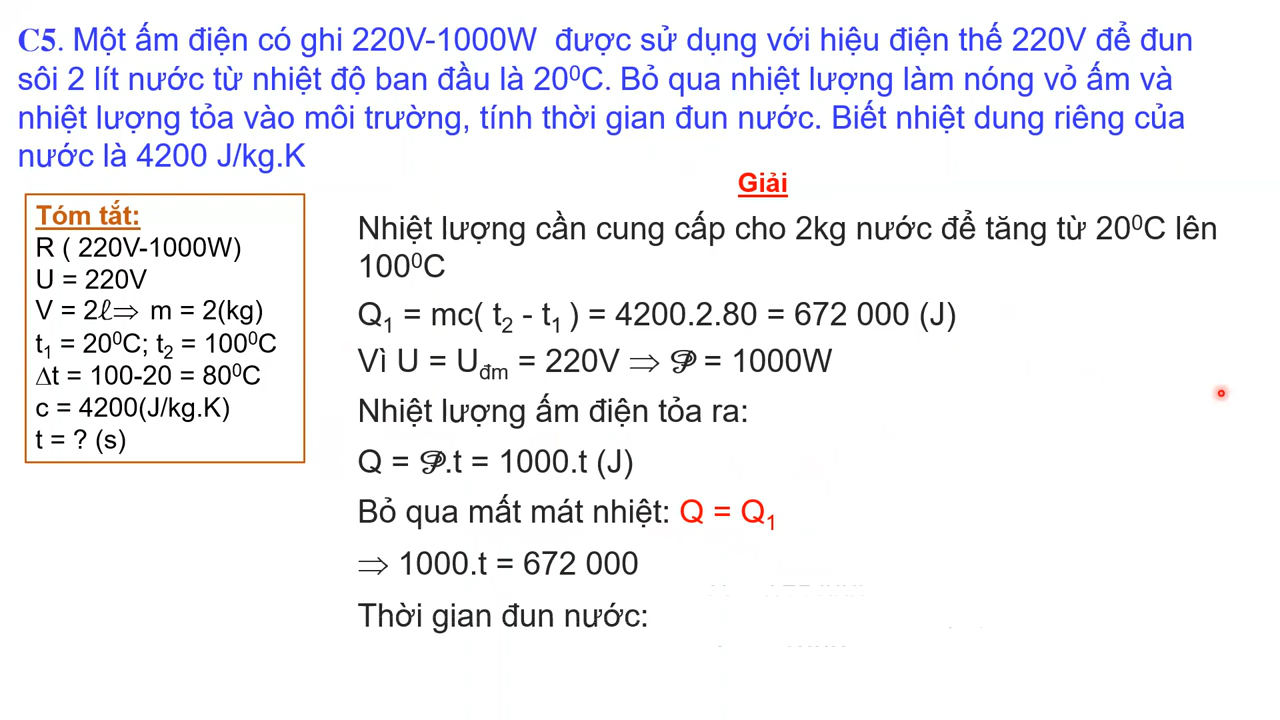 C5. Một ấm điện có ghi 220V-1000W được sử dụng với hiệu điện thế 220V để đun
sôi 2 lít nước từ nhiệt độ ban đầu là 20⁰C. Bỏ qua nhiệt lượng làm nóng vỏ ấm và
nhiệt lượng tỏa vào môi trường, tính thời gian đun nước. Biết nhiệt dung riêng của
nước là 4200 J/kg.K
Giải
Tóm tắt:
R ( 220V-1000W)
U = 220V
V = 2ℓ⇒ m = 2(kg)
t₁ = 20⁰C; t₂ = 100⁰C
∆t = 100-20 = 80⁰C
c = 4200(J/kg.K)
t = ? (s)
Nhiệt lượng cần cung cấp cho 2kg nước để tăng từ 20⁰C lên
100⁰C
Q₁ = mc( t₂ - t₁ ) = 4200.2.80 = 672 000 (J)
Vì U = Uđm = 220V ⇒ 𝒫 = 1000W
Nhiệt lượng ấm điện tỏa ra:
Q = 𝒫.t = 1000.t (J)
Bỏ qua mất mát nhiệt: Q = Q₁
⇒ 1000.t = 672 000
Thời gian đun nước: